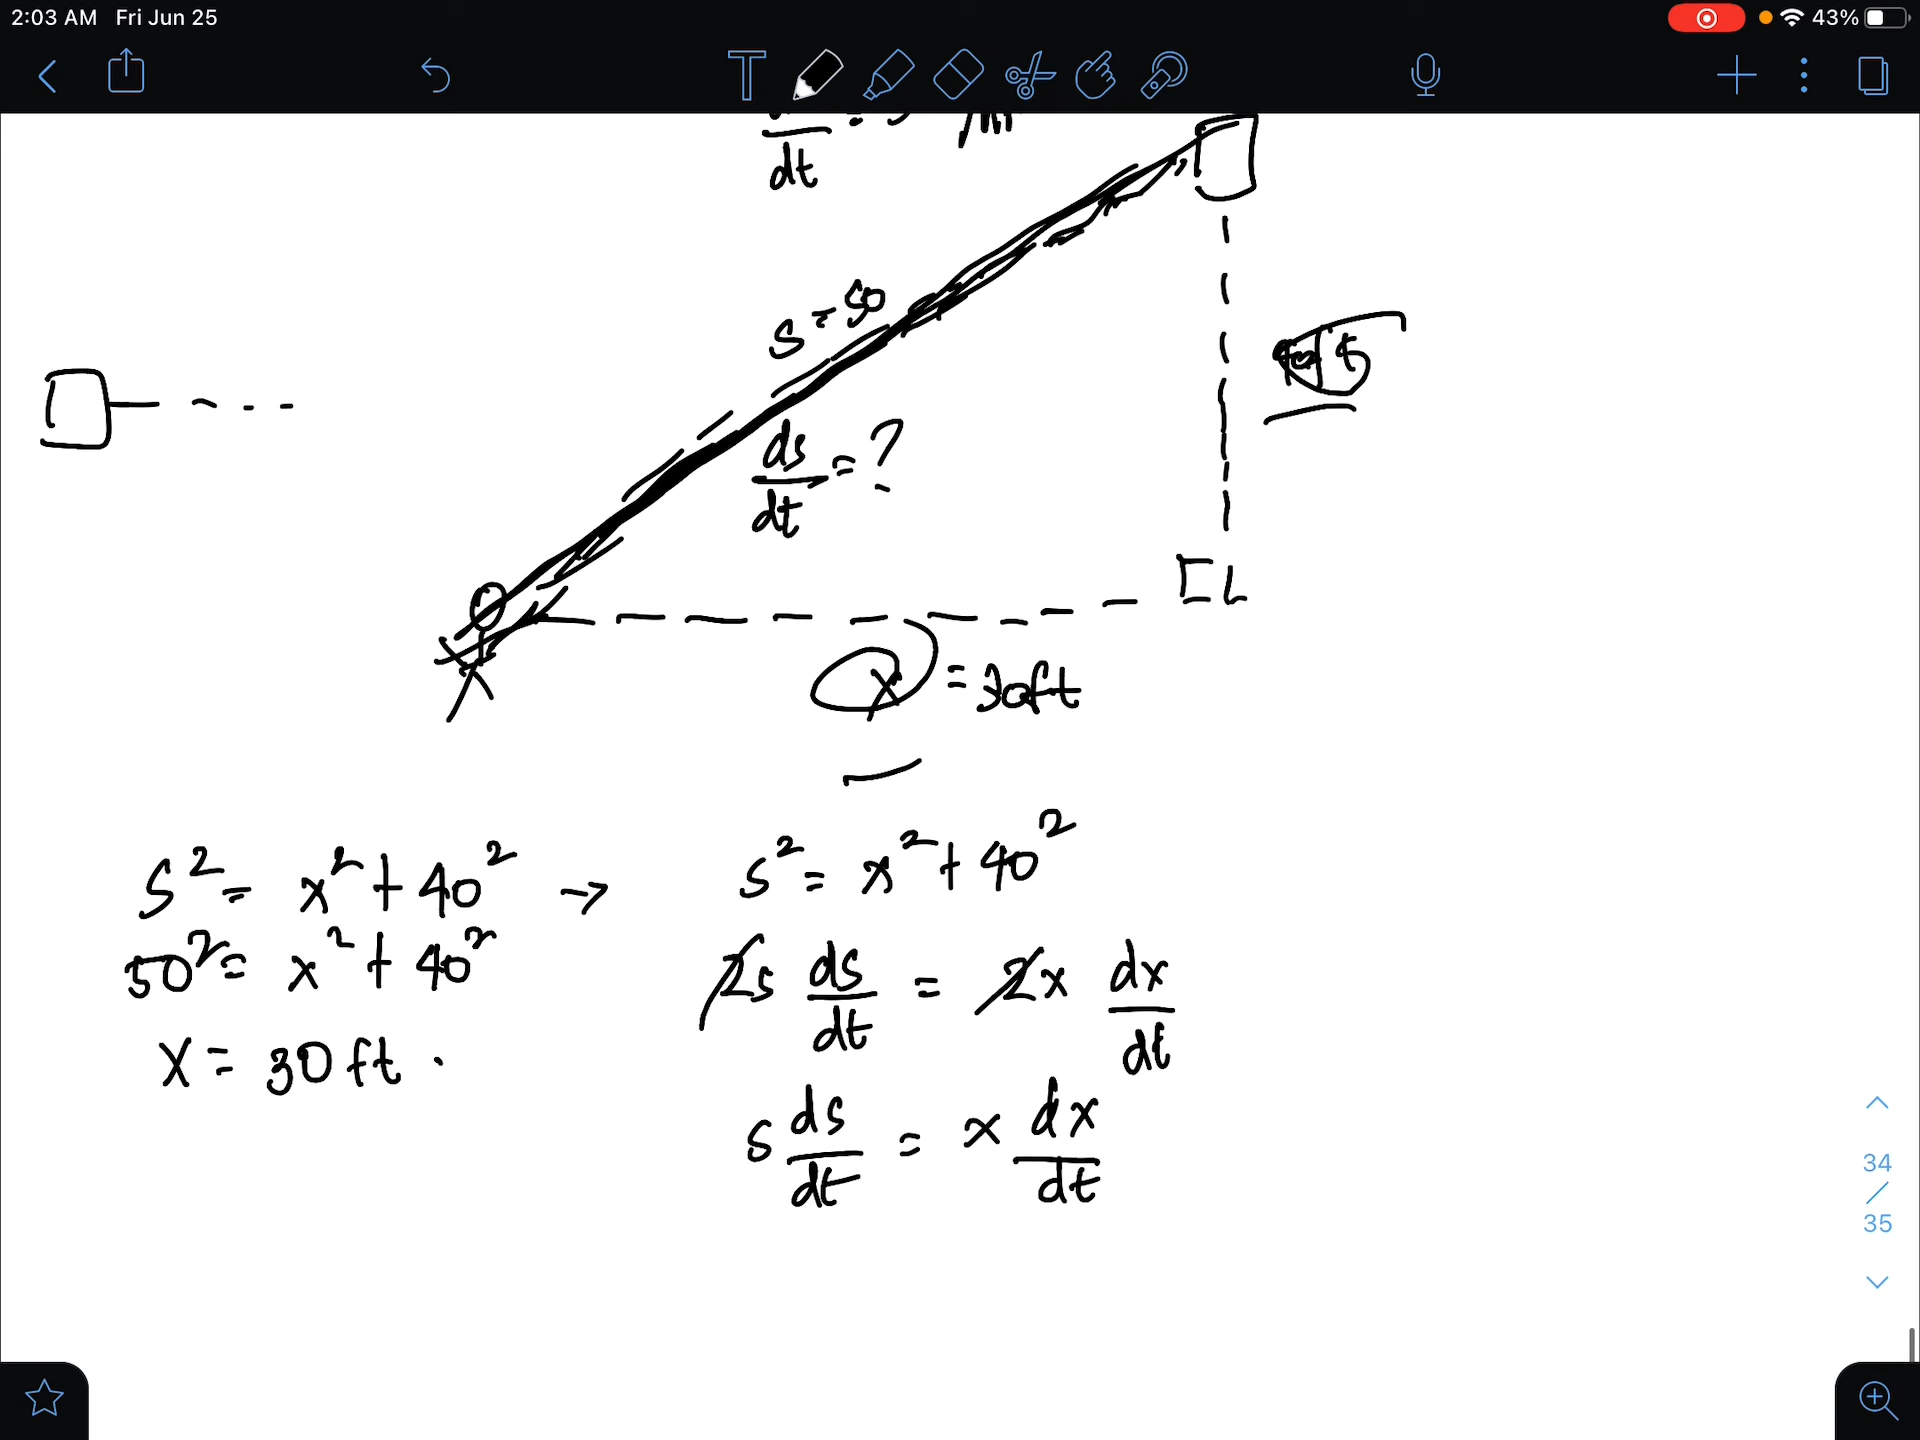 2:03 AM Fri Jun 25
43%
T
dt
s = 50
ds/dt = ?
EL
x = 30ft
s² = x² + 40² →
50² = x² + 40²
x = 30 ft .
s² = x² + 40²
2s ds/dt = 2x dx/dt
s ds/dt = x dx/dt
34
/
35